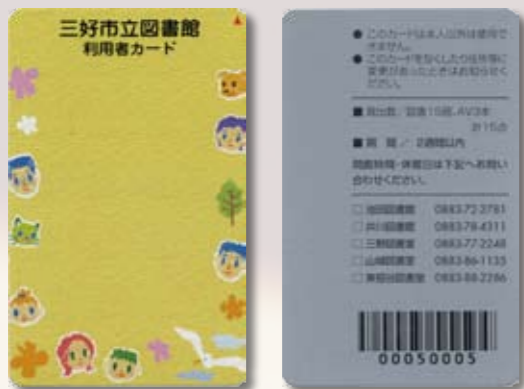 三好市立図書館
利用者カード
● このカードは本人以外は使用で
きません。
● このカードをなくしたり住所等に
変更があったときはお知らせく
ださい。
■ 貸出数/図書15冊・AV3本
計15点
■ 期 間/ 2週間以内
開館時間・休館日は下記へお問い
合わせください。
□ 池田図書館 0883-72-3781
□ 井川図書館 0883-78-4311
□ 三野図書室 0883-77-2248
□ 山城図書室 0883-86-1135
□ 東祖谷図書室 0883-88-2286
00050005